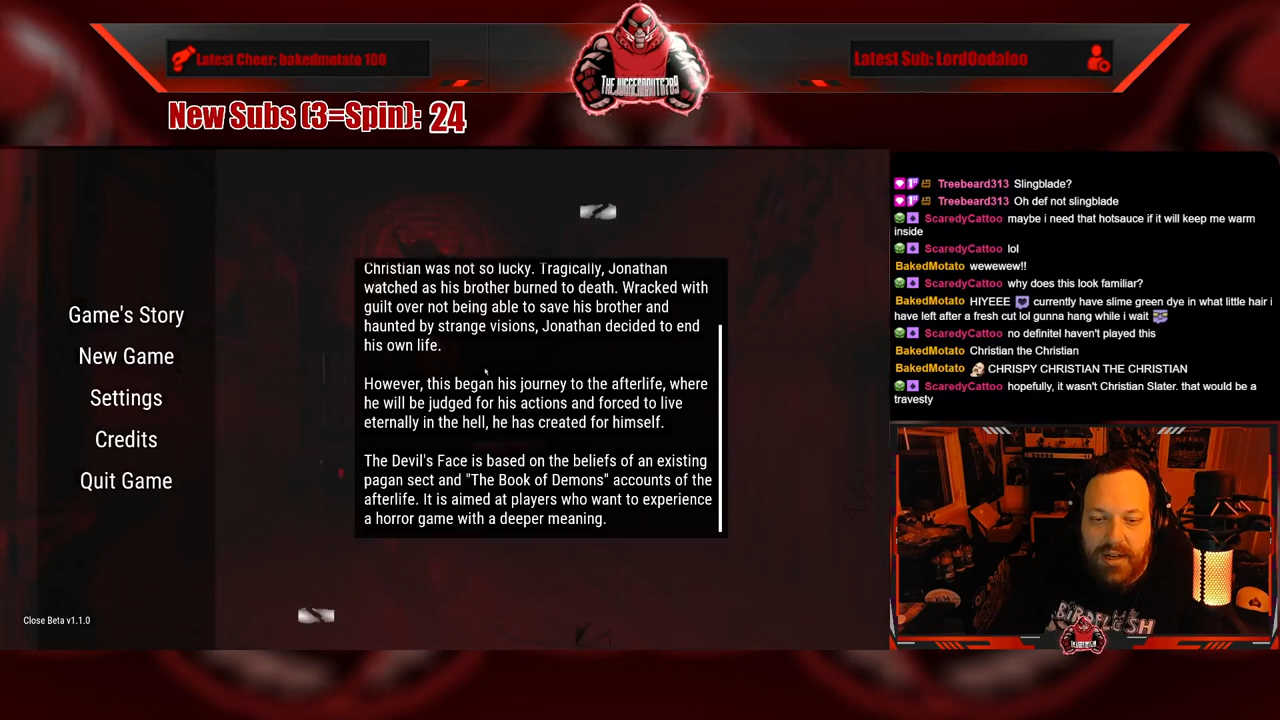 Latest Cheer: bakedmotato 100
THEJUGGERNAUT6789
Latest Sub: LordOodaloo
New Subs (3=Spin): 24
Game's Story
New Game
Settings
Credits
Quit Game
Close Beta v1.1.0
Christian was not so lucky. Tragically, Jonathan
watched as his brother burned to death. Wracked with
guilt over not being able to save his brother and
haunted by strange visions, Jonathan decided to end
his own life.
However, this began his journey to the afterlife, where
he will be judged for his actions and forced to live
eternally in the hell, he has created for himself.
The Devil's Face is based on the beliefs of an existing
pagan sect and "The Book of Demons" accounts of the
afterlife. It is aimed at players who want to experience
a horror game with a deeper meaning.
Treebeard313 Slingblade?
Treebeard313 Oh def not slingblade
ScaredyCattoo maybe i need that hotsauce if it will keep me warm
inside
ScaredyCattoo lol
BakedMotato wewewew!!
ScaredyCattoo why does this look familiar?
BakedMotato HIYEEE currently have slime green dye in what little hair i
have left after a fresh cut lol gunna hang while i wait
ScaredyCattoo no definitel haven't played this
BakedMotato Christian the Christian
BakedMotato CHRISPY CHRISTIAN THE CHRISTIAN
ScaredyCattoo hopefully, it wasn't Christian Slater. that would be a
travesty